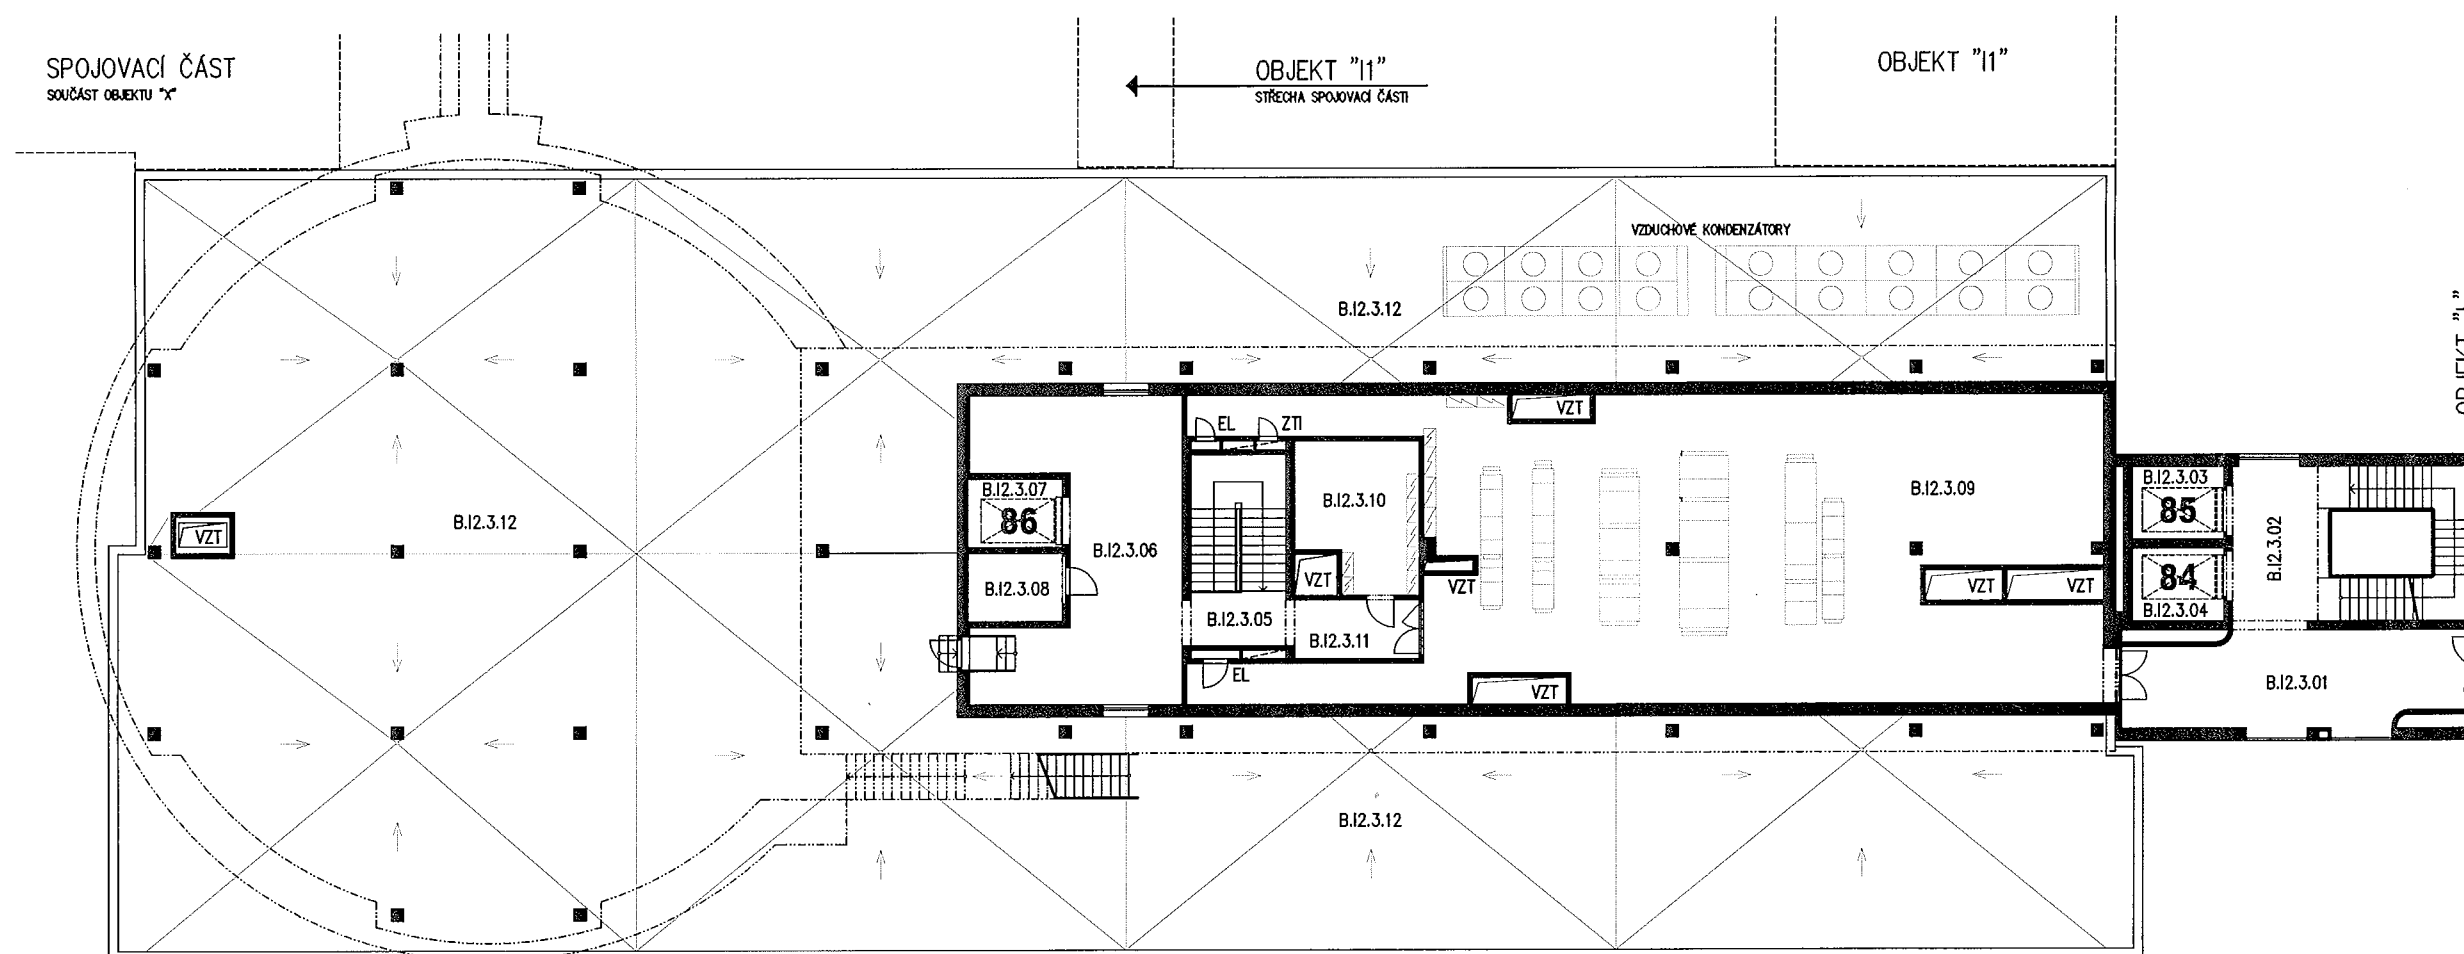 SPOJOVACÍ ČÁST
SOUČÁST OBJEKTU "X"
OBJEKT "I1"
STŘECHA SPOJOVACÍ ČÁSTI
OBJEKT "I1"
VZDUCHOVÉ KONDENZÁTORY
B.I2.3.12
EL
ZTI
VZT
B.I2.3.07
86
B.I2.3.10
B.I2.3.09
B.I2.3.03
85
B.I2.3.12
VZT
B.I2.3.06
B.I2.3.02
B.I2.3.08
VZT
VZT
VZT
VZT
84
B.I2.3.04
B.I2.3.05
B.I2.3.11
EL
VZT
B.I2.3.01
B.I2.3.12
OBJEKT